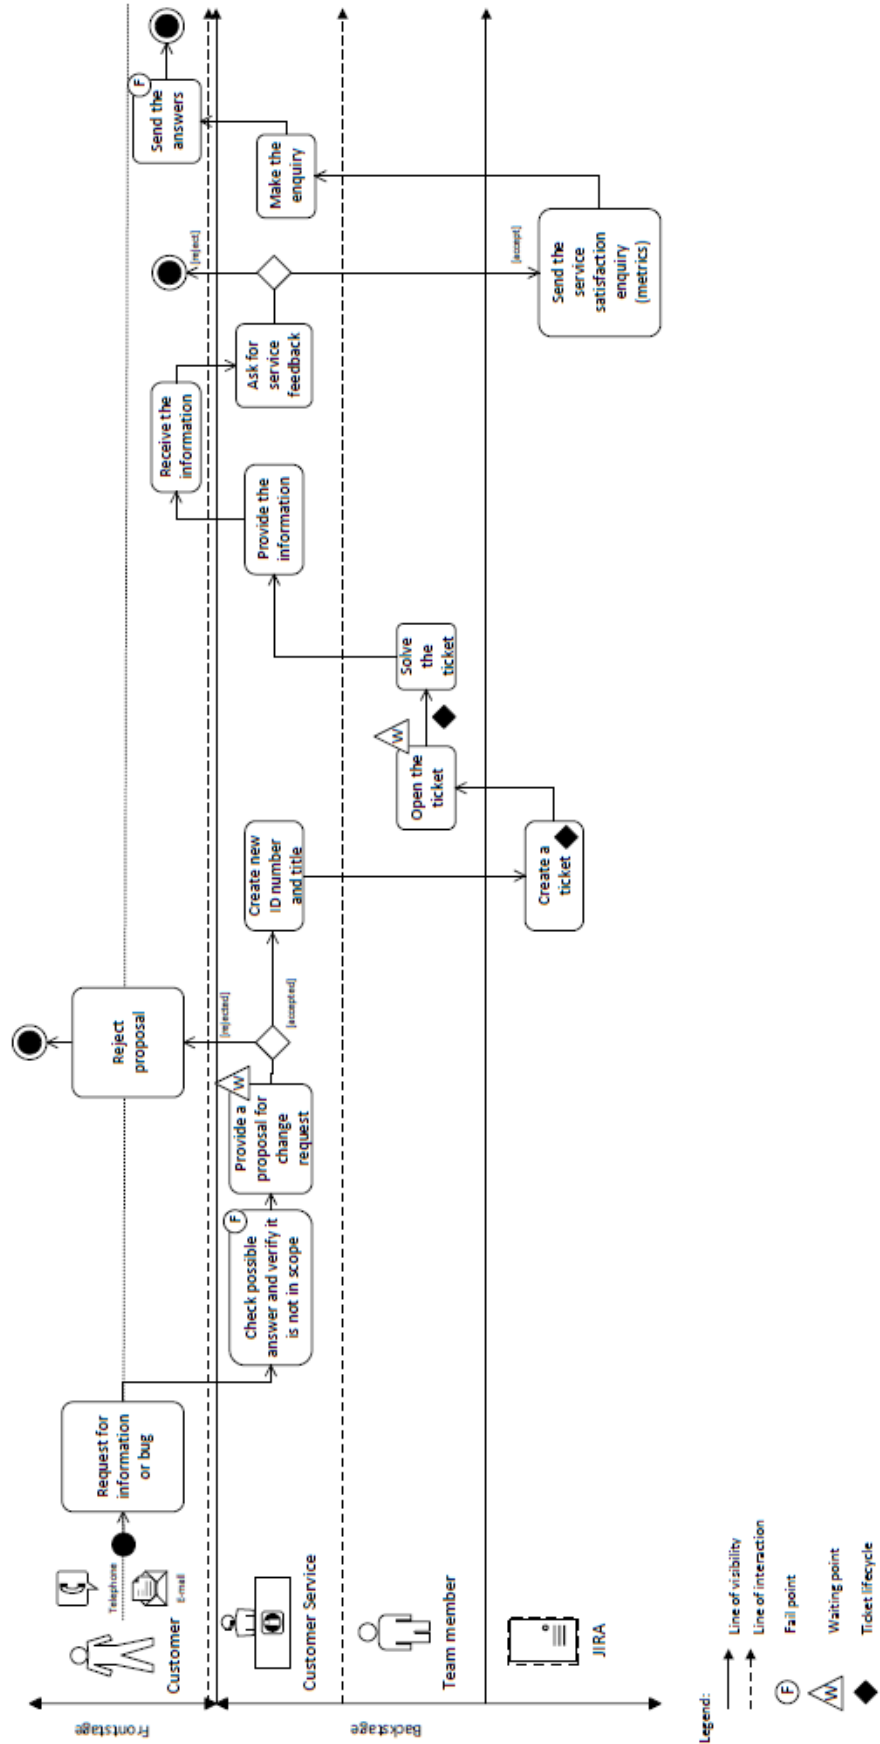 Frontstage
Backstage
Customer
Telephone
E-mail
Customer Service
Team member
JIRA
Request for
information
or bug
Check possible
answer and verify it
is not in scope
F
Provide a
proposal for
change
request
W
[rejected]
[accepted]
Reject
proposal
Create new
ID number
and title
Create a
ticket
Open the
ticket
W
Solve
the
ticket
Provide the
information
Receive the
information
Ask for
service
feedback
[reject]
[accept]
Send the
service
satisfaction
enquiry
(metrics)
Make the
enquiry
Send the
answers
F
Legend:
Line of visibility
Line of interaction
F
Fail point
W
Waiting point
Ticket lifecycle